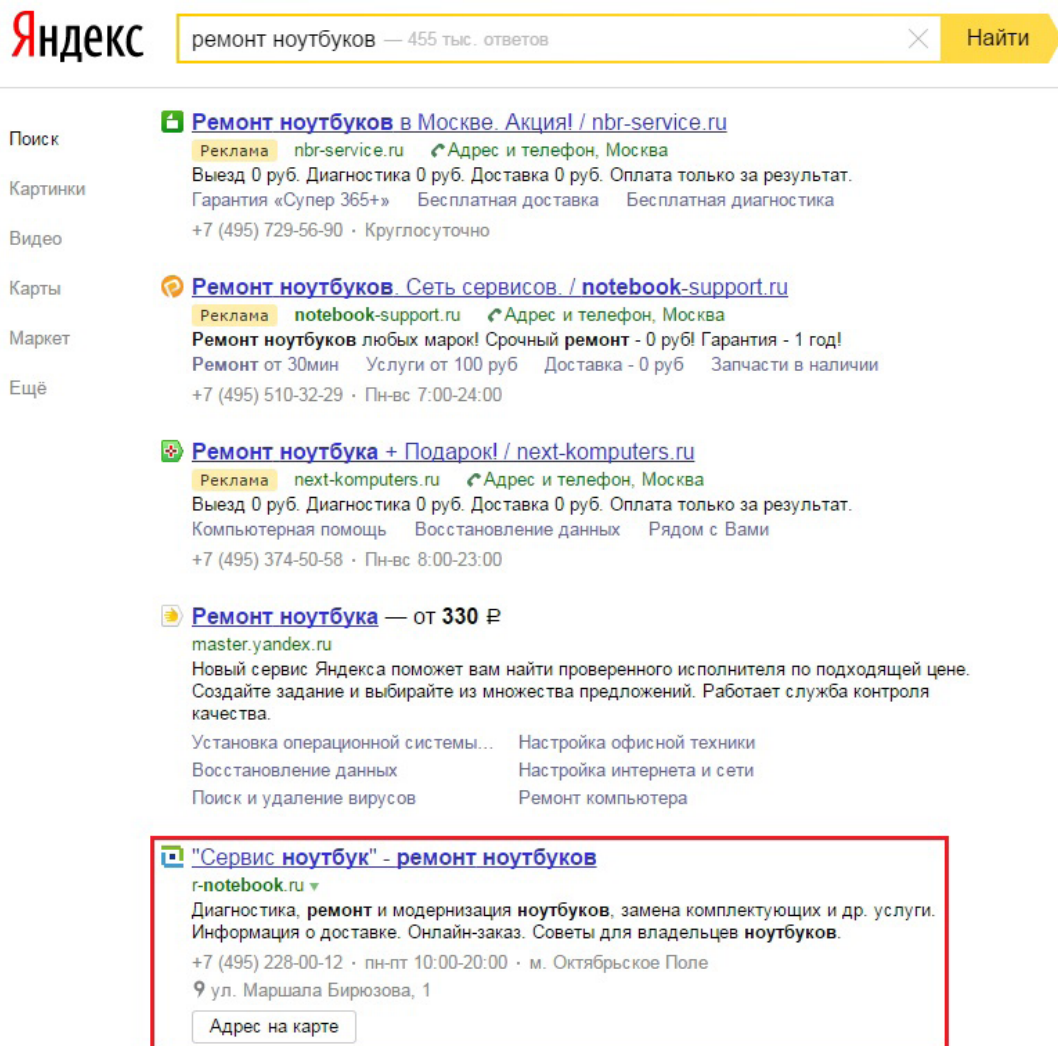 Яндекс
ремонт ноутбуков — 455 тыс. ответов
Найти
Поиск
Картинки
Видео
Карты
Маркет
Ещё
Ремонт ноутбуков в Москве. Акция! / nbr-service.ru
Реклама nbr-service.ru Адрес и телефон, Москва
Выезд 0 руб. Диагностика 0 руб. Доставка 0 руб. Оплата только за результат.
Гарантия «Супер 365+» Бесплатная доставка Бесплатная диагностика
+7 (495) 729-56-90 · Круглосуточно
Ремонт ноутбуков. Сеть сервисов. / notebook-support.ru
Реклама notebook-support.ru Адрес и телефон, Москва
Ремонт ноутбуков любых марок! Срочный ремонт - 0 руб! Гарантия - 1 год!
Ремонт от 30мин Услуги от 100 руб Доставка - 0 руб Запчасти в наличии
+7 (495) 510-32-29 · Пн-вс 7:00-24:00
Ремонт ноутбука + Подарок! / next-komputers.ru
Реклама next-komputers.ru Адрес и телефон, Москва
Выезд 0 руб. Диагностика 0 руб. Доставка 0 руб. Оплата только за результат.
Компьютерная помощь Восстановление данных Рядом с Вами
+7 (495) 374-50-58 · Пн-вс 8:00-23:00
Ремонт ноутбука — от 330 ₽
master.yandex.ru
Новый сервис Яндекса поможет вам найти проверенного исполнителя по подходящей цене.
Создайте задание и выбирайте из множества предложений. Работает служба контроля
качества.
Установка операционной системы... Настройка офисной техники
Восстановление данных Настройка интернета и сети
Поиск и удаление вирусов Ремонт компьютера
"Сервис ноутбук" - ремонт ноутбуков
r-notebook.ru
Диагностика, ремонт и модернизация ноутбуков, замена комплектующих и др. услуги.
Информация о доставке. Онлайн-заказ. Советы для владельцев ноутбуков.
+7 (495) 228-00-12 · пн-пт 10:00-20:00 · м. Октябрьское Поле
ул. Маршала Бирюзова, 1
Адрес на карте